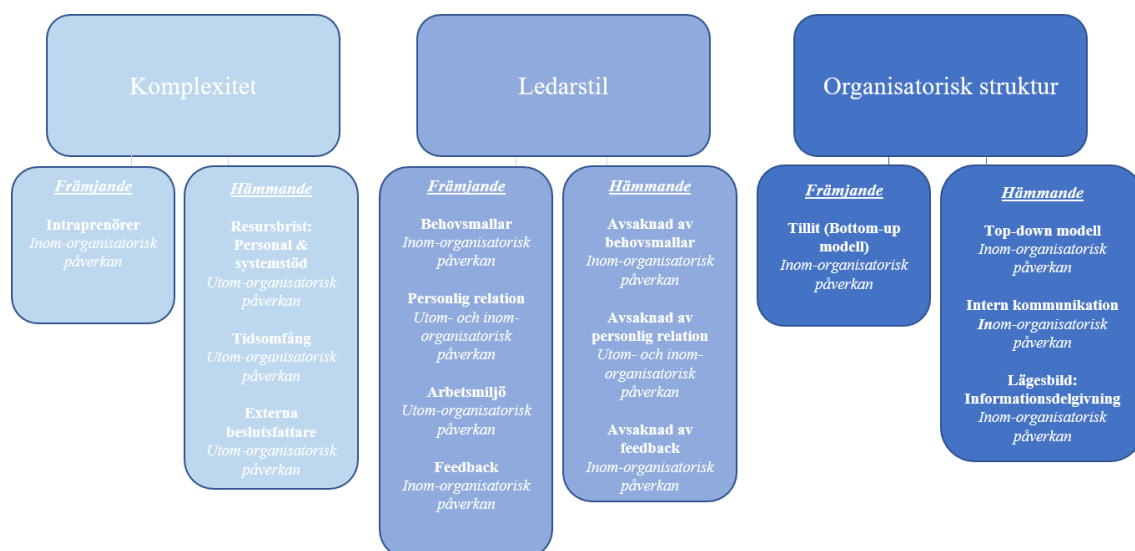 Komplexitet
Främjande
Intraprenörer
Inom-organisatorisk
påverkan
Hämmande
Resursbrist:
Personal &
systemstöd
Utom-organisatorisk
påverkan
Tidsomfång
Utom-organisatorisk
påverkan
Externa
beslutsfattare
Utom-organisatorisk
påverkan
Ledarstil
Främjande
Behovsmallar
Inom-organisatorisk
påverkan
Personlig relation
Utom- och inom-
organisatorisk
påverkan
Arbetsmiljö
Utom-organisatorisk
påverkan
Feedback
Inom-organisatorisk
påverkan
Hämmande
Avsaknad av
behovsmallar
Inom-organisatorisk
påverkan
Avsaknad av
personlig relation
Utom- och inom-
organisatorisk
påverkan
Avsaknad av
feedback
Inom-organisatorisk
påverkan
Organisatorisk struktur
Främjande
Tillit (Bottom-up
modell)
Inom-organisatorisk
påverkan
Hämmande
Top-down modell
Inom-organisatorisk
påverkan
Intern kommunikation
Inom-organisatorisk
påverkan
Lägesbild:
Informationsdelgivning
Inom-organisatorisk
påverkan